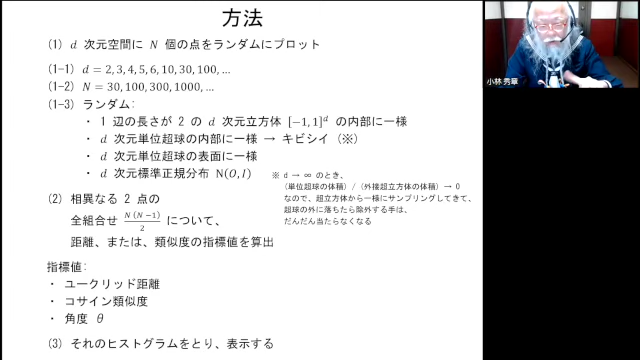 方法
(1) d 次元空間に N 個の点をランダムにプロット
(1-1) d = 2, 3, 4, 5, 6, 10, 30, 100, ...
(1-2) N = 30, 100, 300, 1000, ...
(1-3) ランダム:
・ 1 辺の長さが 2 の d 次元立方体 [-1, 1]^d の内部に一様
・ d 次元単位超球の内部に一様 → キビシイ (※)
・ d 次元単位超球の表面に一様
・ d 次元標準正規分布 N(O, I)
※ d → ∞ のとき、
(単位超球の体積) / (外接超立方体の体積) → 0
なので、超立方体から一様にサンプリングしてきて、
超球の外に落ちたら除外する手は、
だんだん当たらなくなる
(2) 相異なる 2 点の
全組合せ N(N-1)/2 について、
距離、または、類似度の指標値を算出
指標値:
・ ユークリッド距離
・ コサイン類似度
・ 角度 θ
(3) それのヒストグラムをとり、表示する
小林 秀章